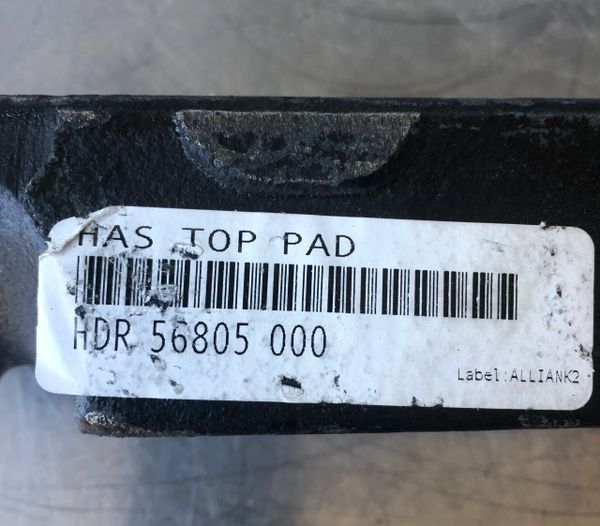 HAS TOP PAD
HDR 56805 000
Label:ALLIANK2